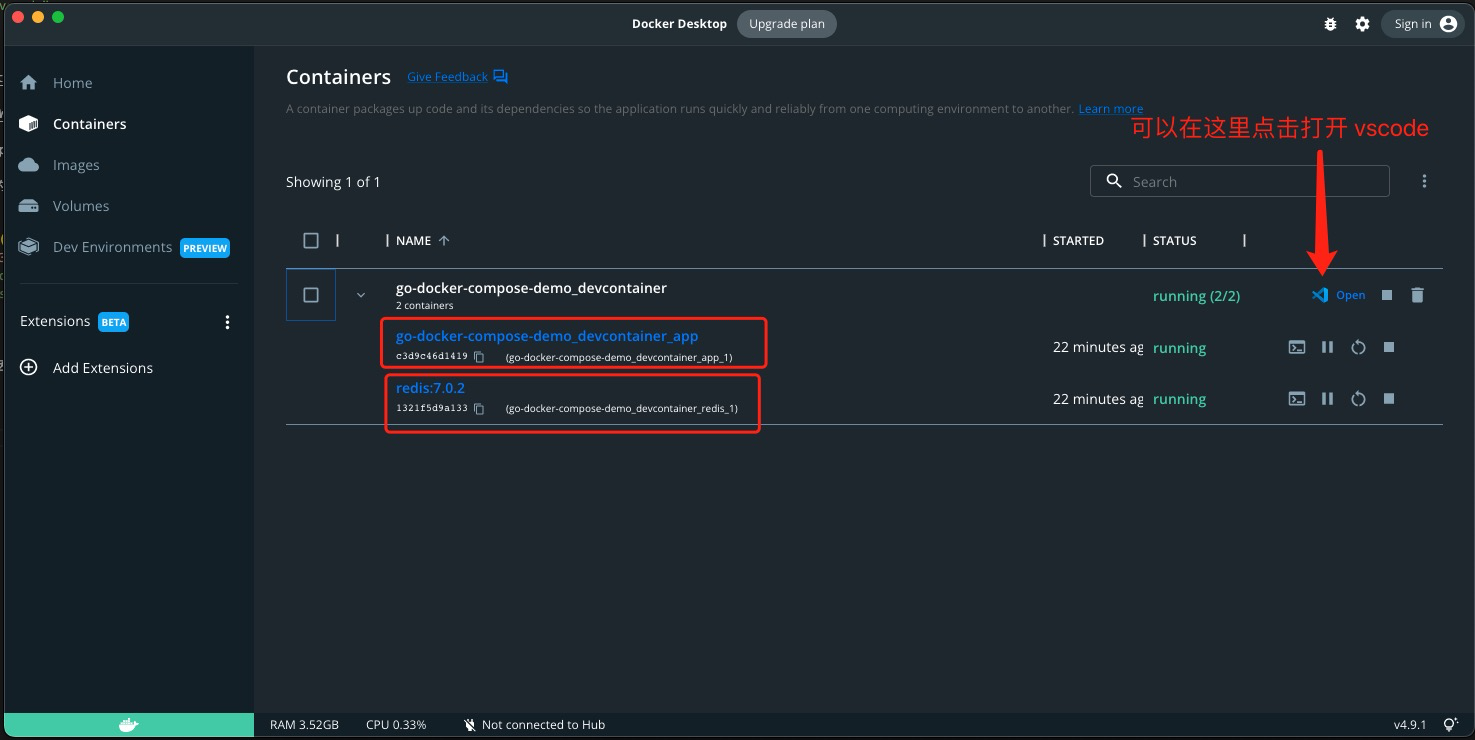 Docker Desktop
Upgrade plan
Sign in
Home
Containers
Images
Volumes
Dev Environments PREVIEW
Extensions BETA
Add Extensions
Containers Give Feedback
A container packages up code and its dependencies so the application runs quickly and reliably from one computing environment to another. Learn more
可以在这里点击打开 vscode
Showing 1 of 1
Search
NAME STARTED STATUS
go-docker-compose-demo_devcontainer
2 containers
running (2/2)
Open
go-docker-compose-demo_devcontainer_app
c3d9c46d1419 (go-docker-compose-demo_devcontainer_app_1)
22 minutes ag running
redis:7.0.2
1321f5d9a133 (go-docker-compose-demo_devcontainer_redis_1)
22 minutes ag running
RAM 3.52GB CPU 0.33% Not connected to Hub
v4.9.1